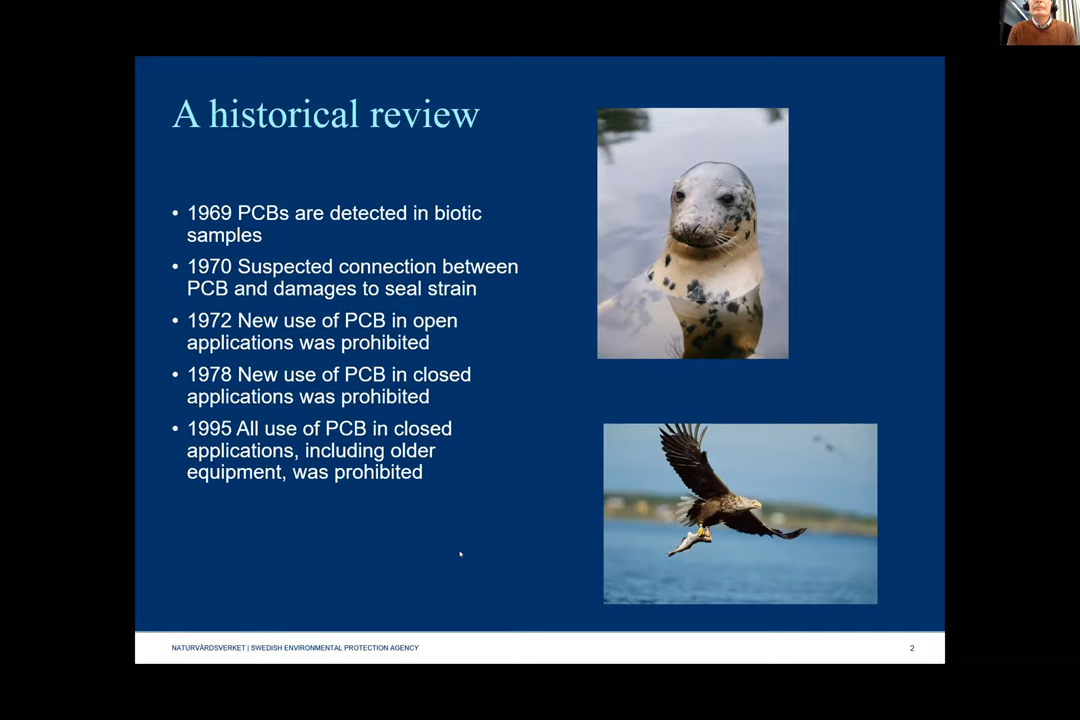 A historical review
• 1969 PCBs are detected in biotic
samples
• 1970 Suspected connection between
PCB and damages to seal strain
• 1972 New use of PCB in open
applications was prohibited
• 1978 New use of PCB in closed
applications was prohibited
• 1995 All use of PCB in closed
applications, including older
equipment, was prohibited
NATURVÅRDSVERKET | SWEDISH ENVIRONMENTAL PROTECTION AGENCY
2